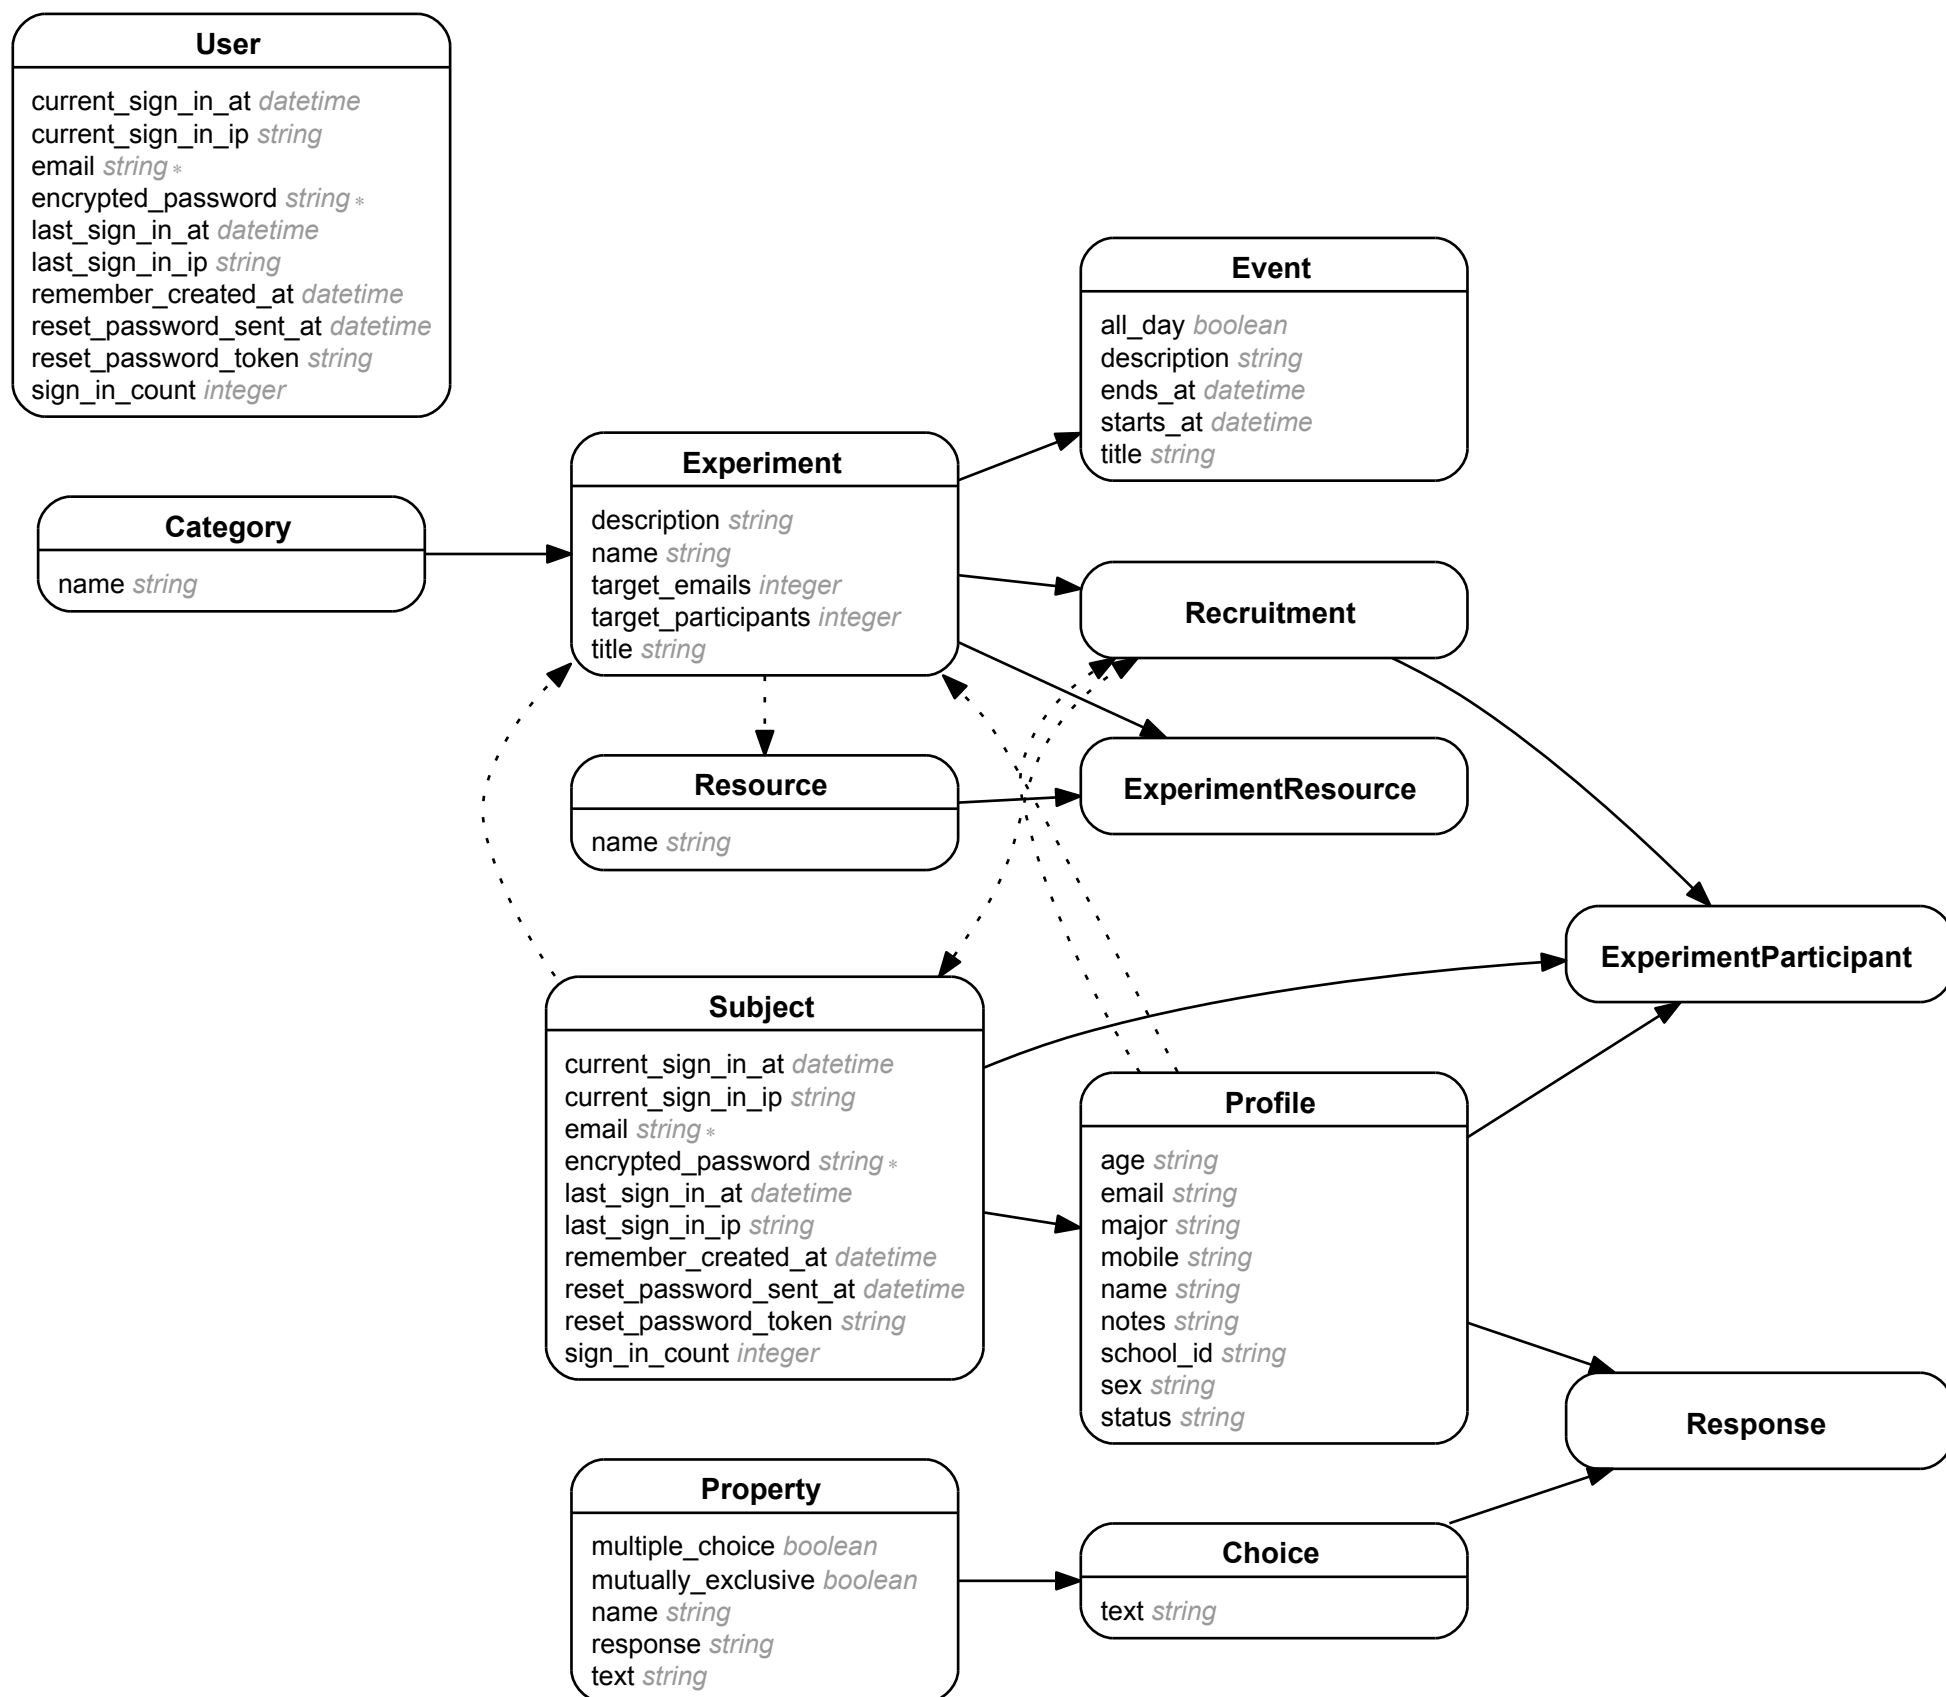 User
current_sign_in_at datetime
current_sign_in_ip string
email string *
encrypted_password string *
last_sign_in_at datetime
last_sign_in_ip string
remember_created_at datetime
reset_password_sent_at datetime
reset_password_token string
sign_in_count integer
Category
name string
Experiment
description string
name string
target_emails integer
target_participants integer
title string
Event
all_day boolean
description string
ends_at datetime
starts_at datetime
title string
Recruitment
Resource
name string
ExperimentResource
ExperimentParticipant
Subject
current_sign_in_at datetime
current_sign_in_ip string
email string *
encrypted_password string *
last_sign_in_at datetime
last_sign_in_ip string
remember_created_at datetime
reset_password_sent_at datetime
reset_password_token string
sign_in_count integer
Profile
age string
email string
major string
mobile string
name string
notes string
school_id string
sex string
status string
Response
Property
multiple_choice boolean
mutually_exclusive boolean
name string
response string
text string
Choice
text string